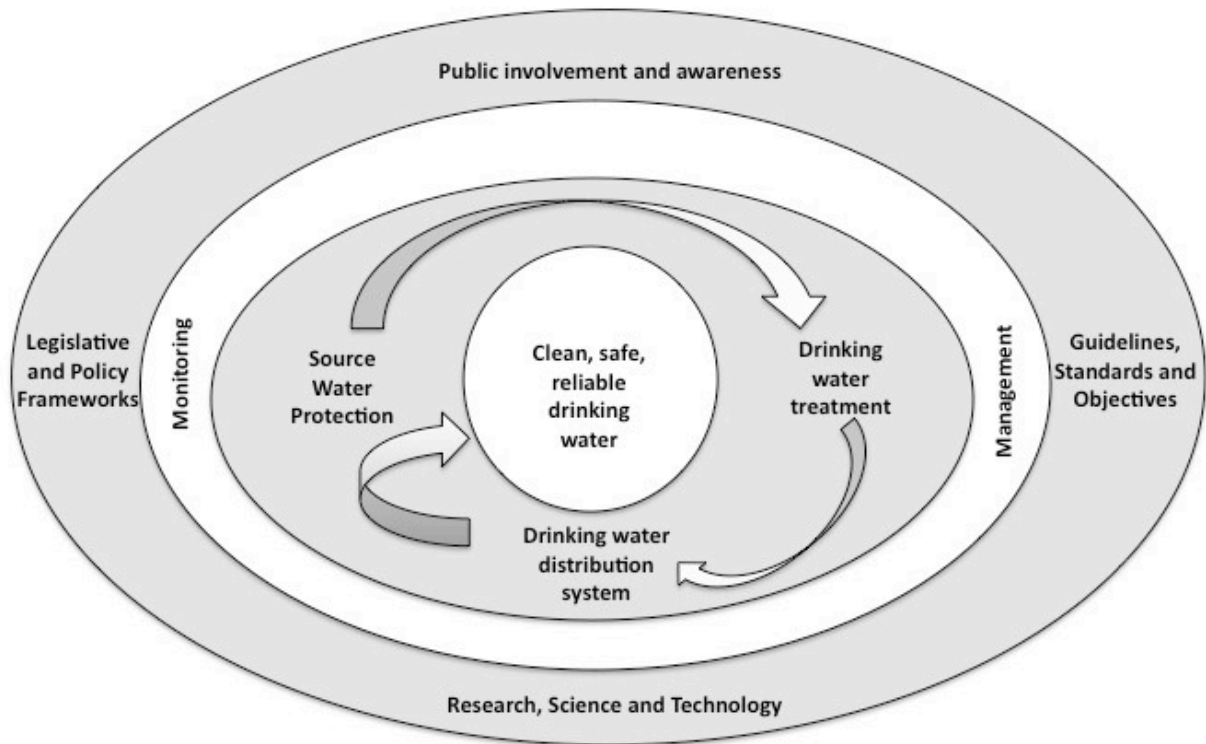 Public involvement and awareness
Legislative
and Policy
Frameworks
Monitoring
Source
Water
Protection
Clean, safe,
reliable
drinking
water
Drinking
water
treatment
Management
Guidelines,
Standards and
Objectives
Drinking water
distribution
system
Research, Science and Technology